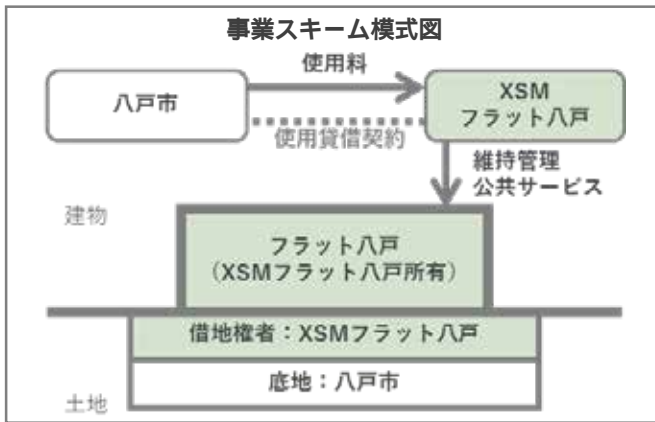 事業スキーム模式図
使用料
八戸市
XSM
フラット八戸
使用貸借契約
維持管理
公共サービス
建物
フラット八戸
（XSMフラット八戸所有）
借地権者：XSMフラット八戸
底地：八戸市
土地